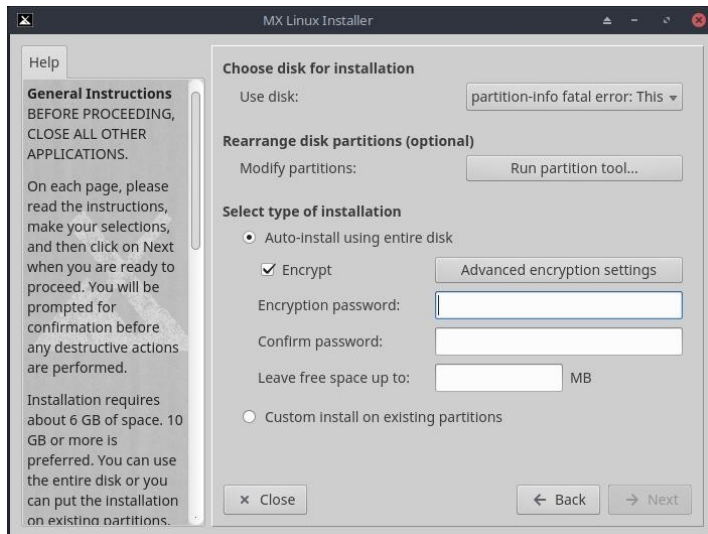 MX Linux Installer
Help
General Instructions
BEFORE PROCEEDING,
CLOSE ALL OTHER
APPLICATIONS.
On each page, please
read the instructions,
make your selections,
and then click on Next
when you are ready to
proceed. You will be
prompted for
confirmation before
any destructive actions
are performed.
Installation requires
about 6 GB of space. 10
GB or more is
preferred. You can use
the entire disk or you
can put the installation
on existing partitions.
Choose disk for installation
Use disk:
partition-info fatal error: This
Rearrange disk partitions (optional)
Modify partitions:
Run partition tool...
Select type of installation
Auto-install using entire disk
Encrypt
Advanced encryption settings
Encryption password:
Confirm password:
Leave free space up to:
MB
Custom install on existing partitions
Close
Back
Next